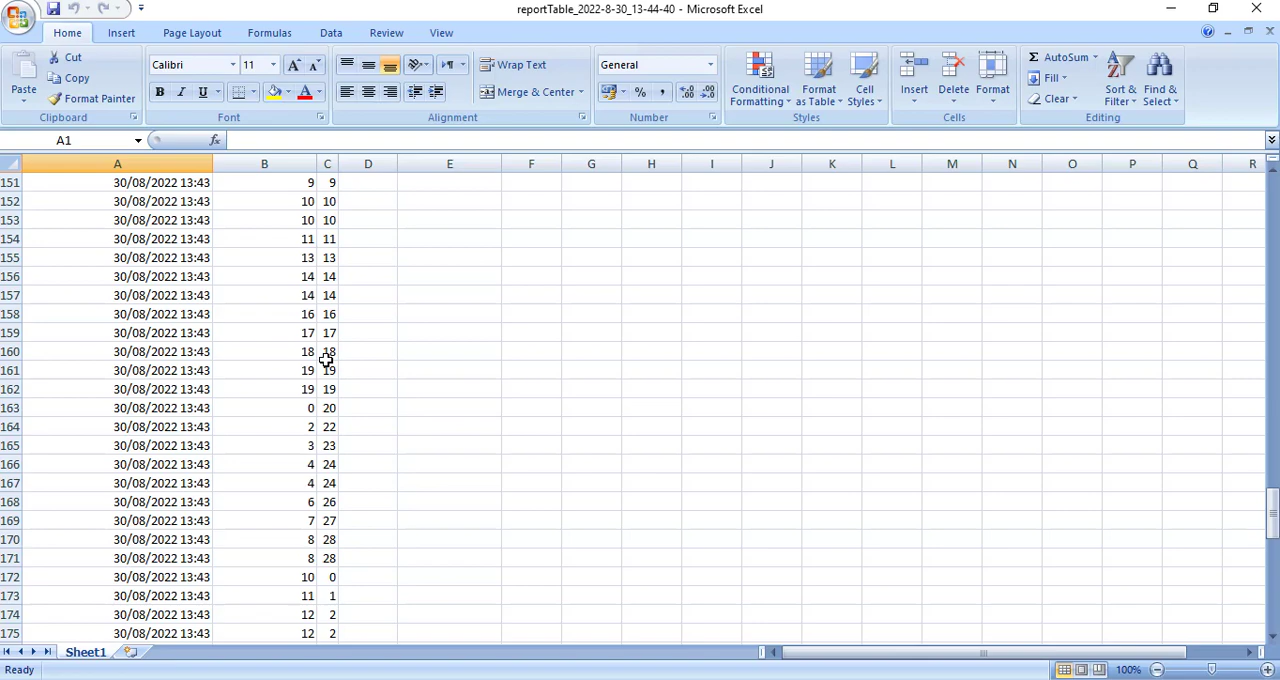 reportTable_2022-8-30_13-44-40 - Microsoft Excel
Home Insert Page Layout Formulas Data Review View
Paste
Cut
Copy
Format Painter
Clipboard
Calibri 11
B I U
Font
Wrap Text
Merge & Center
Alignment
General
% ,
Number
Conditional Formatting
Format as Table
Cell Styles
Styles
Insert Delete Format
Cells
Σ AutoSum
Fill
Clear
Sort & Filter
Find & Select
Editing
A1 fx
A B C D E F G H I J K L M N O P Q R
151 30/08/2022 13:43 9 9
152 30/08/2022 13:43 10 10
153 30/08/2022 13:43 10 10
154 30/08/2022 13:43 11 11
155 30/08/2022 13:43 13 13
156 30/08/2022 13:43 14 14
157 30/08/2022 13:43 14 14
158 30/08/2022 13:43 16 16
159 30/08/2022 13:43 17 17
160 30/08/2022 13:43 18 18
161 30/08/2022 13:43 19 19
162 30/08/2022 13:43 19 19
163 30/08/2022 13:43 0 20
164 30/08/2022 13:43 2 22
165 30/08/2022 13:43 3 23
166 30/08/2022 13:43 4 24
167 30/08/2022 13:43 4 24
168 30/08/2022 13:43 6 26
169 30/08/2022 13:43 7 27
170 30/08/2022 13:43 8 28
171 30/08/2022 13:43 8 28
172 30/08/2022 13:43 10 0
173 30/08/2022 13:43 11 1
174 30/08/2022 13:43 12 2
175 30/08/2022 13:43 12 2
Sheet1
Ready 100%